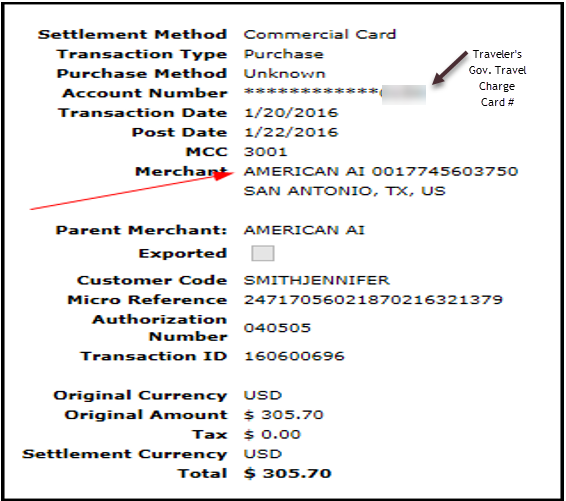 Settlement Method Commercial Card
Transaction Type Purchase
Purchase Method Unknown
Account Number ************
Transaction Date 1/20/2016
Post Date 1/22/2016
MCC 3001
Merchant AMERICAN AI 0017745603750
SAN ANTONIO, TX, US
Traveler's
Gov. Travel
Charge
Card #
Parent Merchant: AMERICAN AI
Exported
Customer Code SMITHJENNIFER
Micro Reference 24717056021870216321379
Authorization
Number 040505
Transaction ID 160600696
Original Currency USD
Original Amount $ 305.70
Tax $ 0.00
Settlement Currency USD
Total $ 305.70